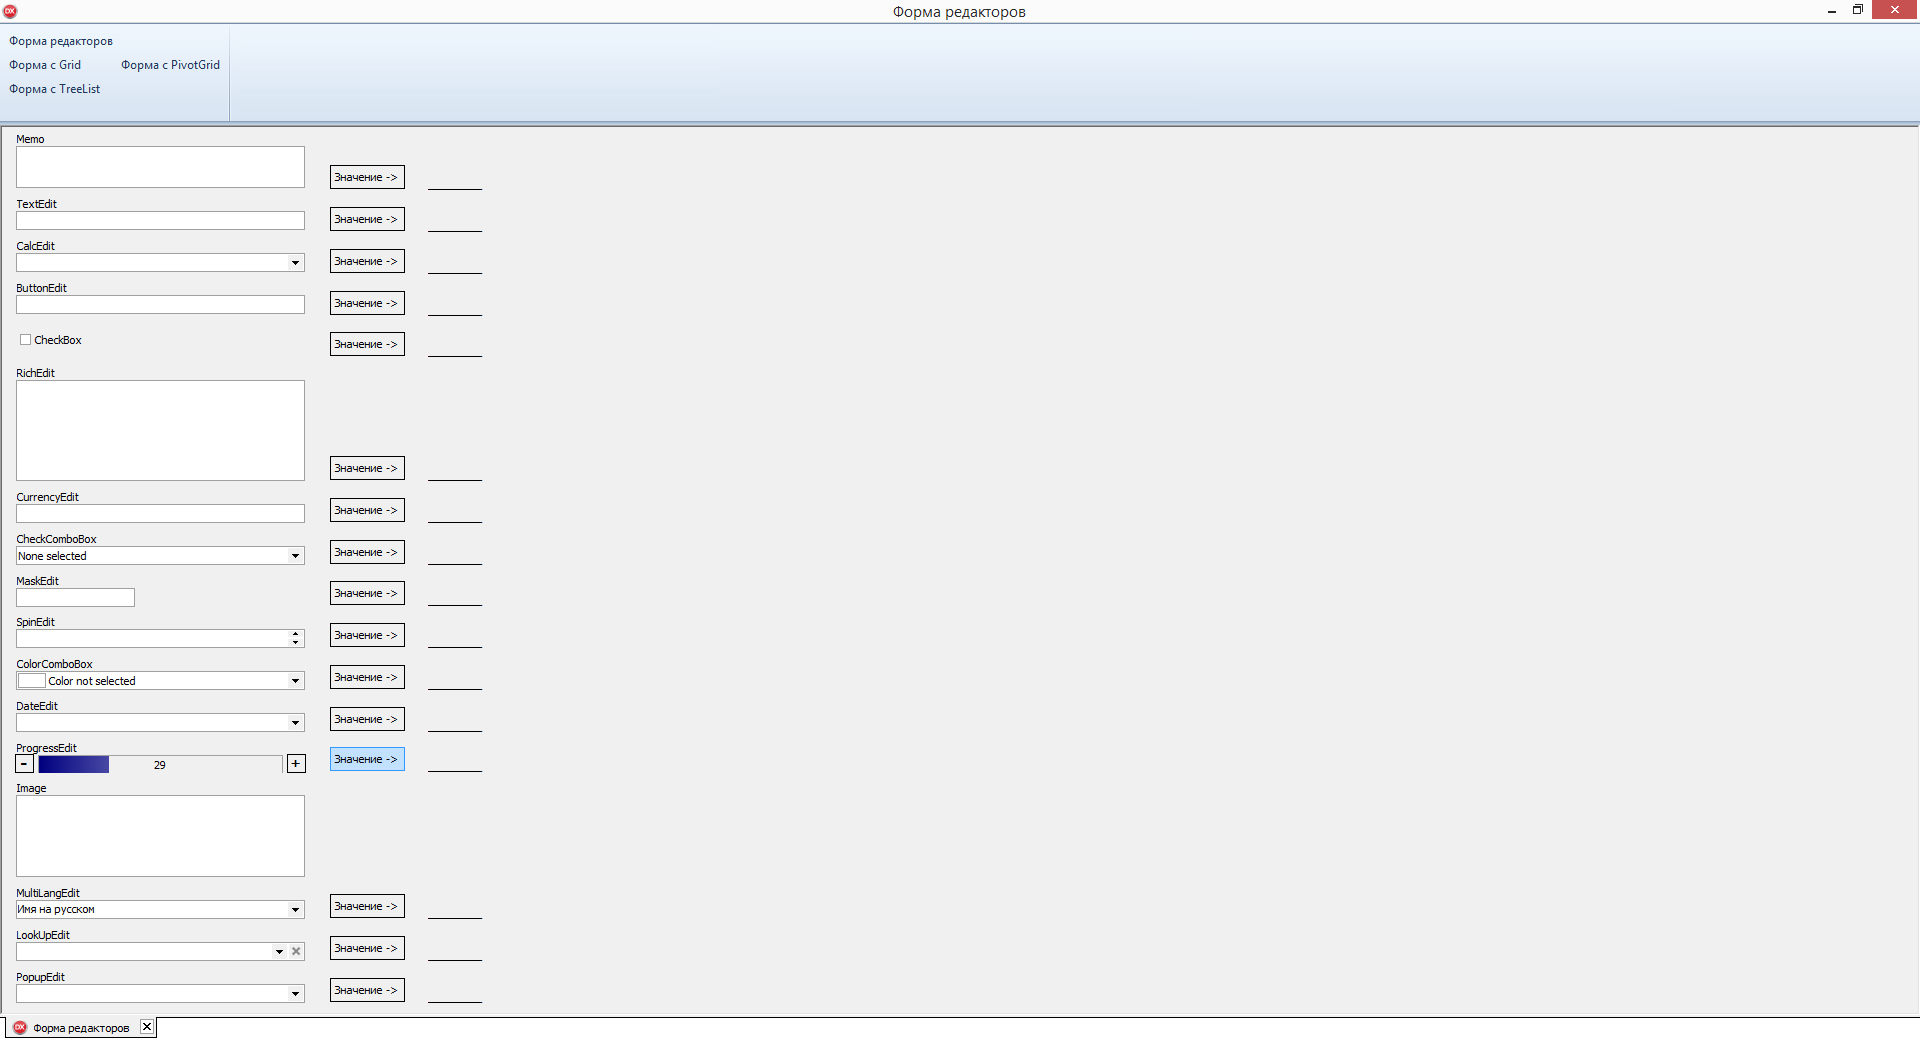 Форма редакторов
Форма редакторов
Форма с Grid Форма с PivotGrid
Форма с TreeList
Memo
Значение ->
TextEdit
Значение ->
CalcEdit
Значение ->
ButtonEdit
Значение ->
CheckBox
Значение ->
RichEdit
Значение ->
CurrencyEdit
Значение ->
CheckComboBox
None selected
Значение ->
MaskEdit
Значение ->
SpinEdit
Значение ->
ColorComboBox
Color not selected
Значение ->
DateEdit
Значение ->
ProgressEdit
- 29 +
Значение ->
Image
MultiLangEdit
Имя на русском
Значение ->
LookUpEdit
Значение ->
PopupEdit
Значение ->
DX Форма редакторов